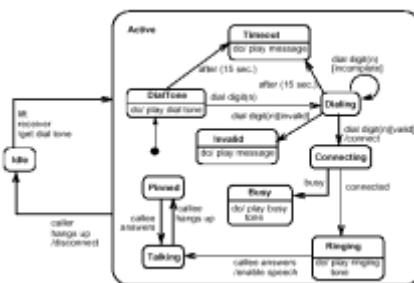 Active
Timeout
do/ play message
dial digit(n)
[incomplete]
after (15 sec.)
after (15 sec.)
DialTone
do/ play dial tone
dial digit(n)
Dialing
dial digit(n)[invalid]
lift
receiver
/get dial tone
Invalid
do/ play message
dial digit(n)[valid]
/connect
Idle
Connecting
Pinned
Busy
do/ play busy
tone
busy
connected
callee
answers
callee
hangs up
caller
hangs up
/disconnect
Talking
callee answers
/enable speech
Ringing
do/ play ringing
tone